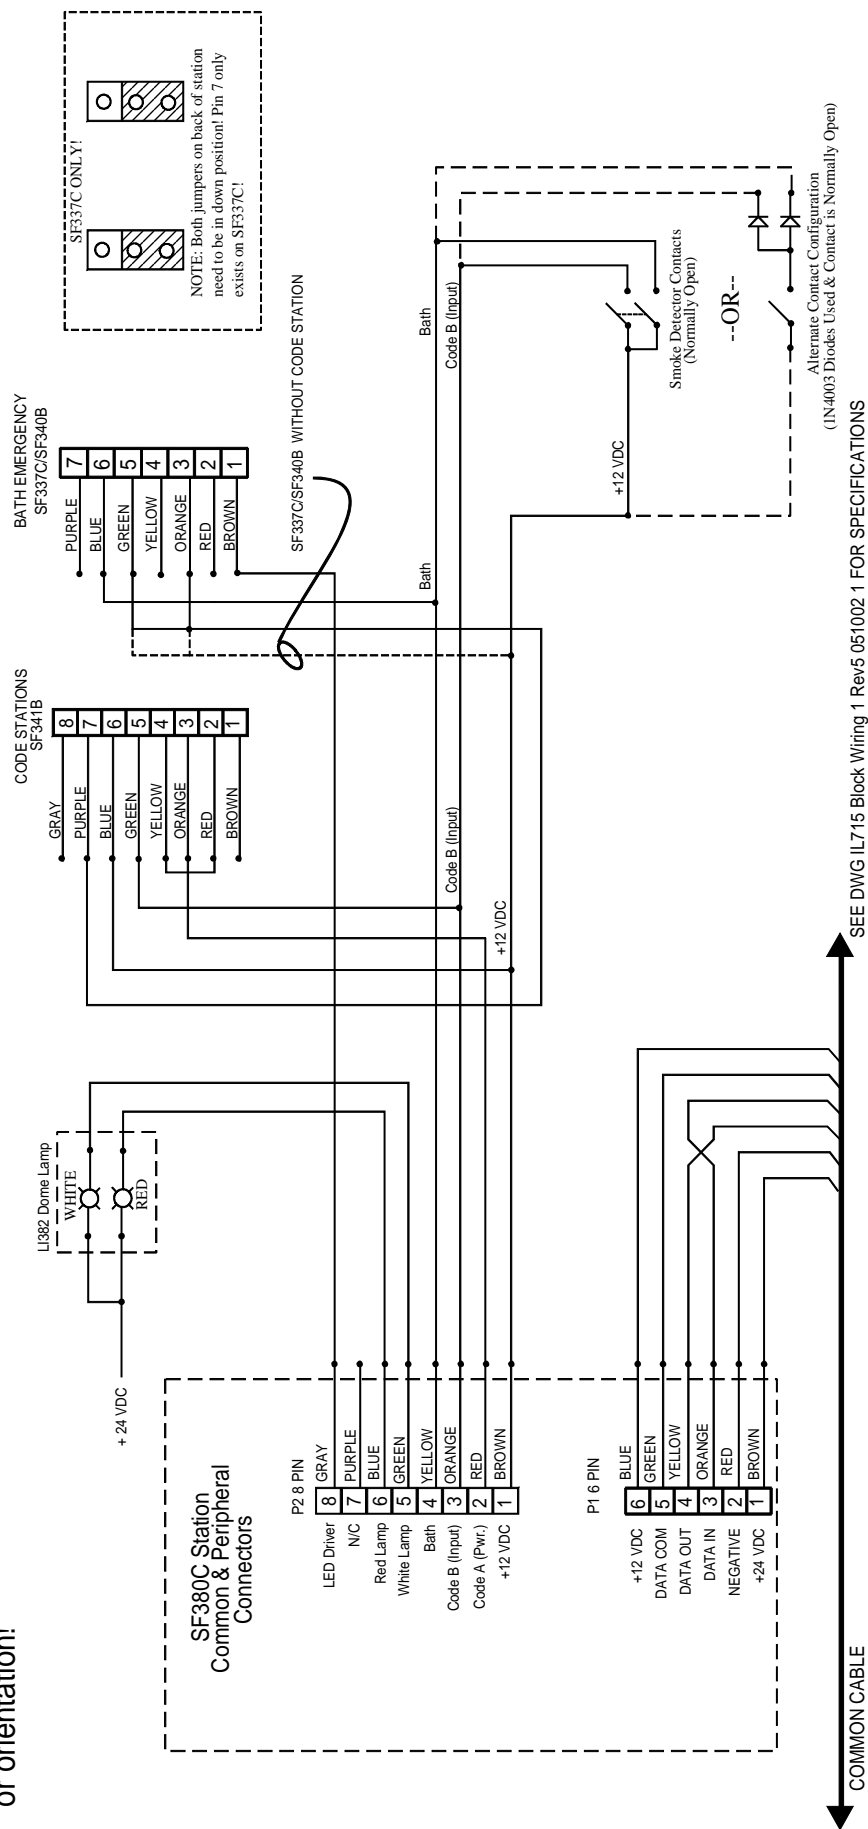 or orientation!
SF380C Station
Common & Peripheral
Connectors
P2 8 PIN
LED Driver 8 GRAY
N/C 7 PURPLE
Red Lamp 6 BLUE
White Lamp 5 GREEN
Bath 4 YELLOW
Code B (Input) 3 ORANGE
Code A (Pwr.) 2 RED
+12 VDC 1 BROWN
P1 6 PIN
+12 VDC 6 BLUE
DATA COM 5 GREEN
DATA OUT 4 YELLOW
DATA IN 3 ORANGE
NEGATIVE 2 RED
+24 VDC 1 BROWN
COMMON CABLE
SEE DWG IL715 Block Wiring 1 Rev5 051002 1 FOR SPECIFICATIONS
+ 24 VDC
LI382 Dome Lamp
WHITE
RED
CODE STATIONS
SF341B
GRAY 8
PURPLE 7
BLUE 6
GREEN 5
YELLOW 4
ORANGE 3
RED 2
BROWN 1
Code B (Input)
+12 VDC
BATH EMERGENCY
SF337C/SF340B
PURPLE 7
BLUE 6
GREEN 5
YELLOW 4
ORANGE 3
RED 2
BROWN 1
SF337C/SF340B WITHOUT CODE STATION
Bath
+12 VDC
Bath
Code B (Input)
Smoke Detector Contacts
(Normally Open)
--OR--
Alternate Contact Configuration
(1N4003 Diodes Used & Contact is Normally Open)
SF337C ONLY!
NOTE: Both jumpers on back of station
need to be in down position! Pin 7 only
exists on SF337C!